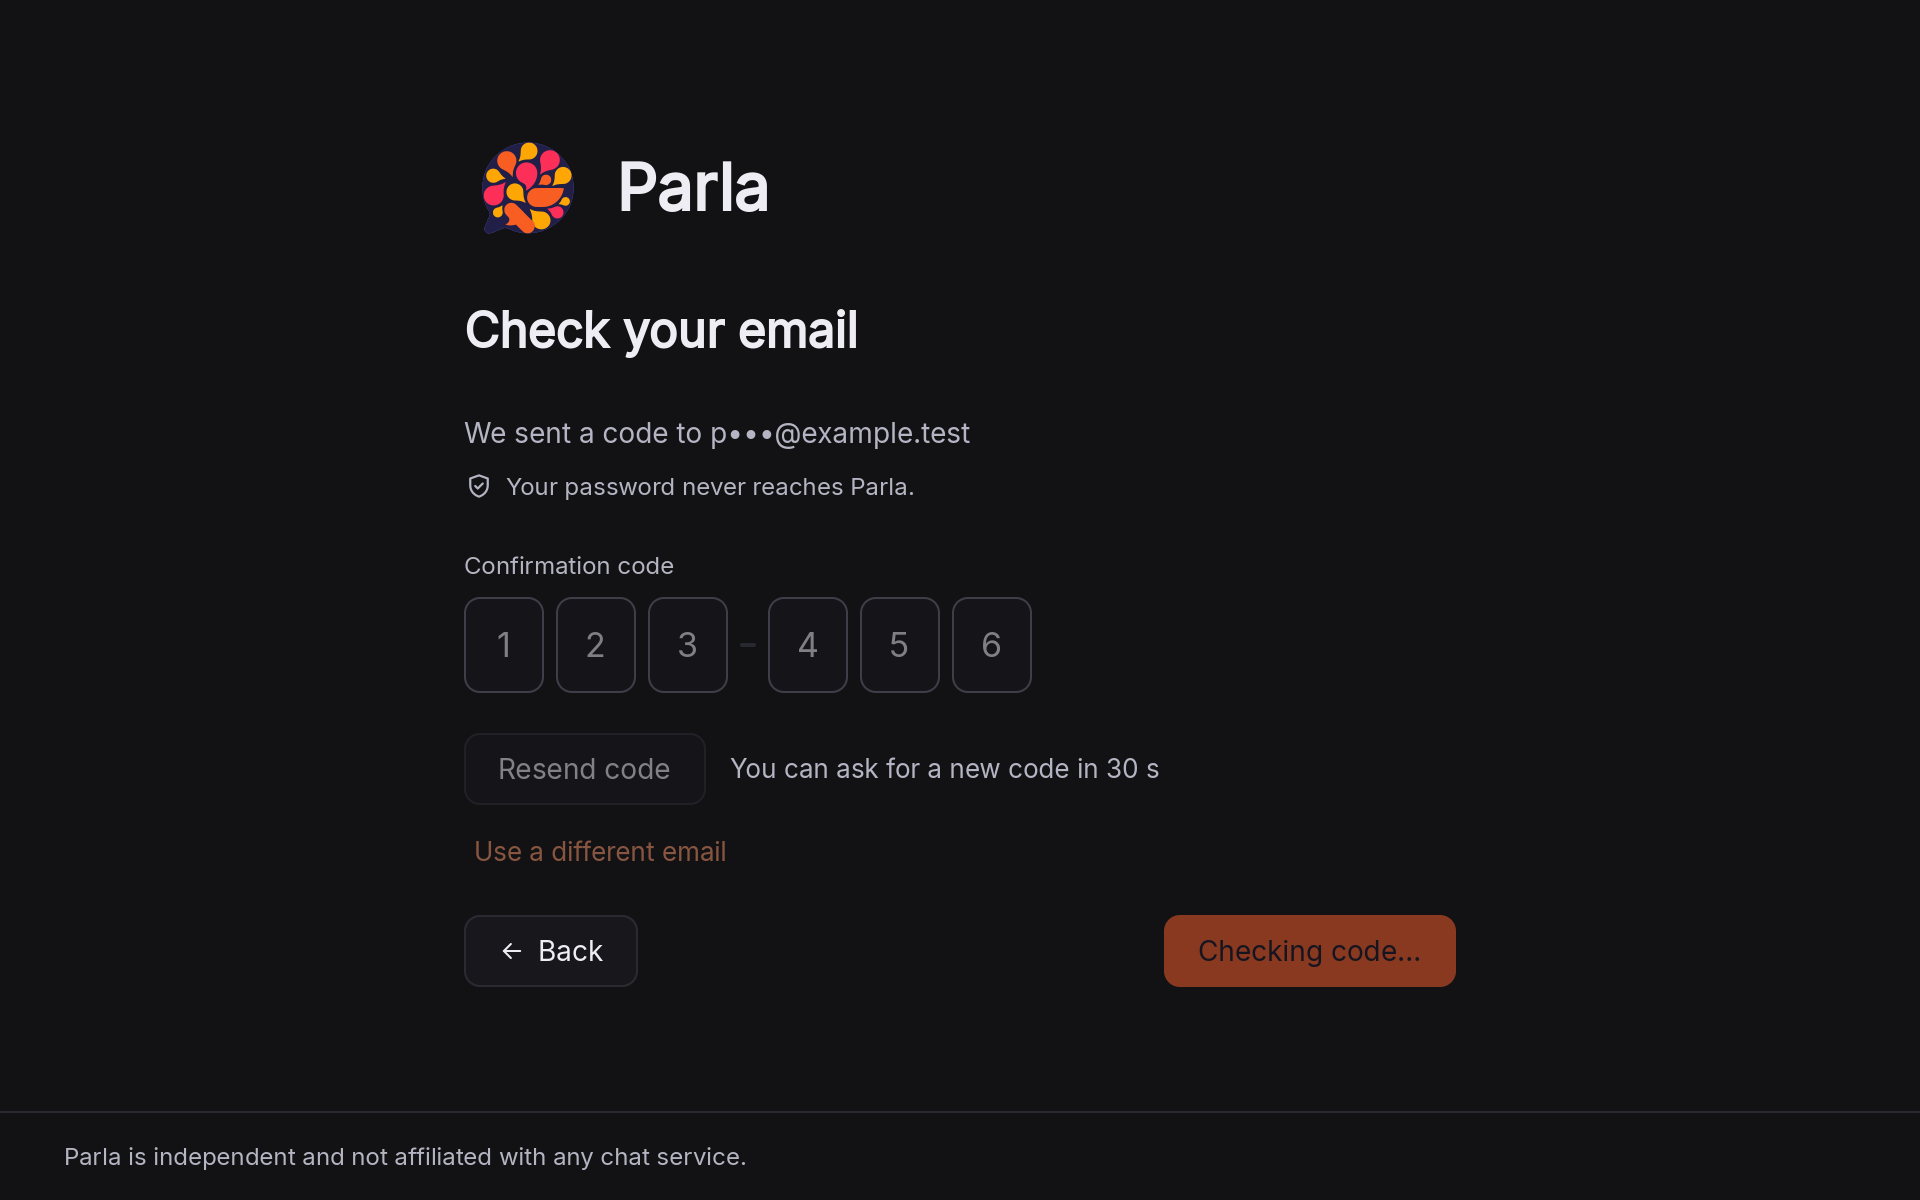 Parla
Check your email
We sent a code to p•••@example.test
Your password never reaches Parla.
Confirmation code
1 2 3 – 4 5 6
Resend code You can ask for a new code in 30 s
Use a different email
← Back Checking code...
Parla is independent and not affiliated with any chat service.